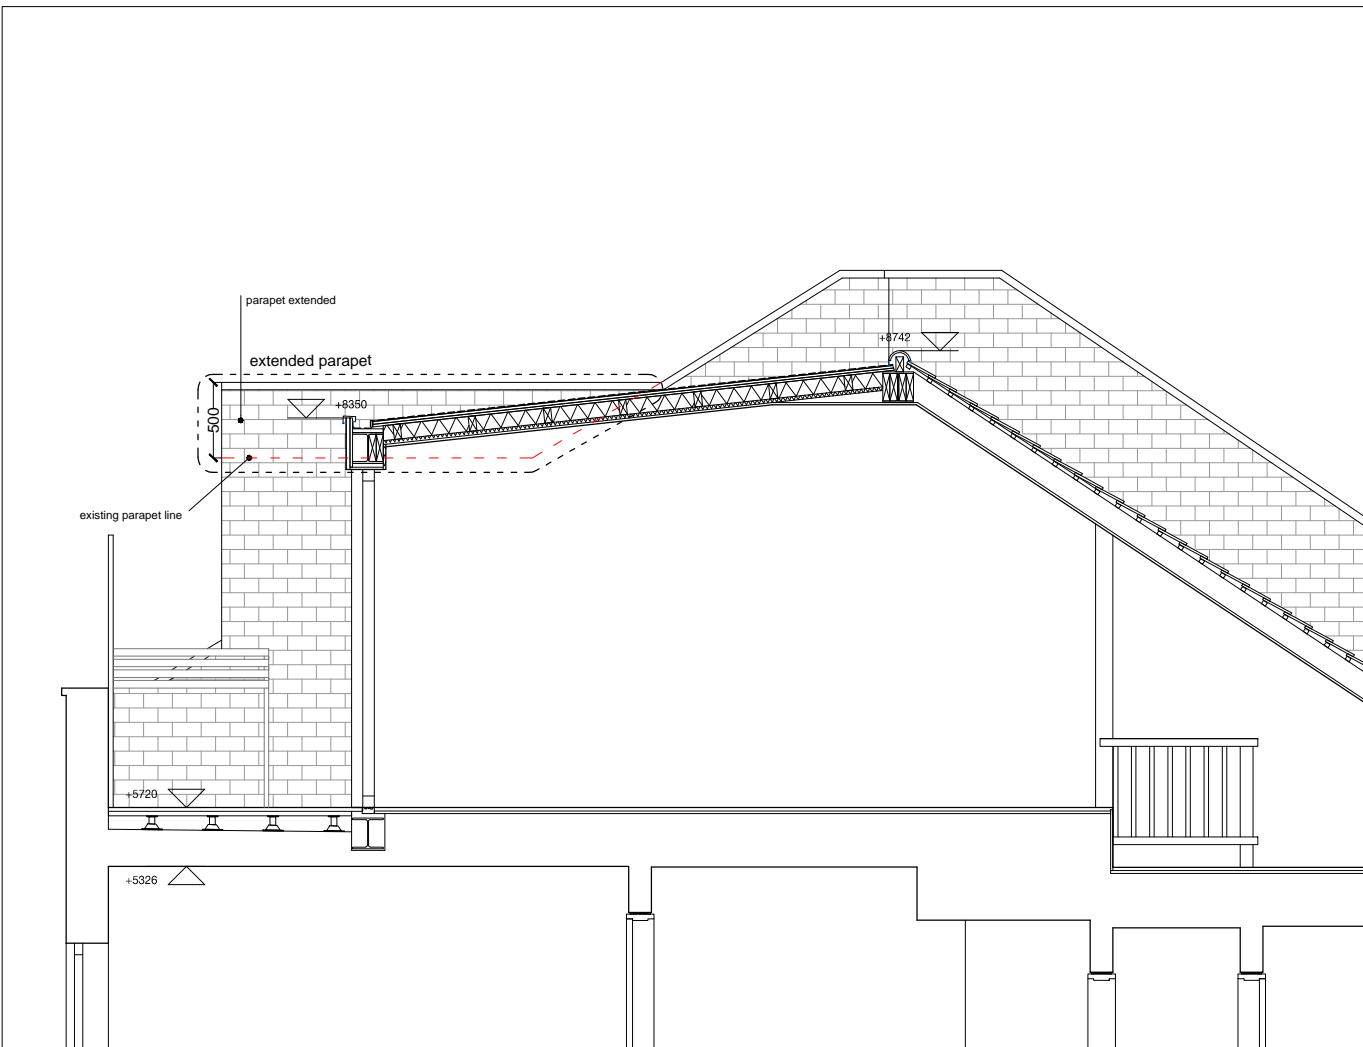 parapet extended
+8742
extended parapet
+8350
500
existing parapet line
+5720
+5326